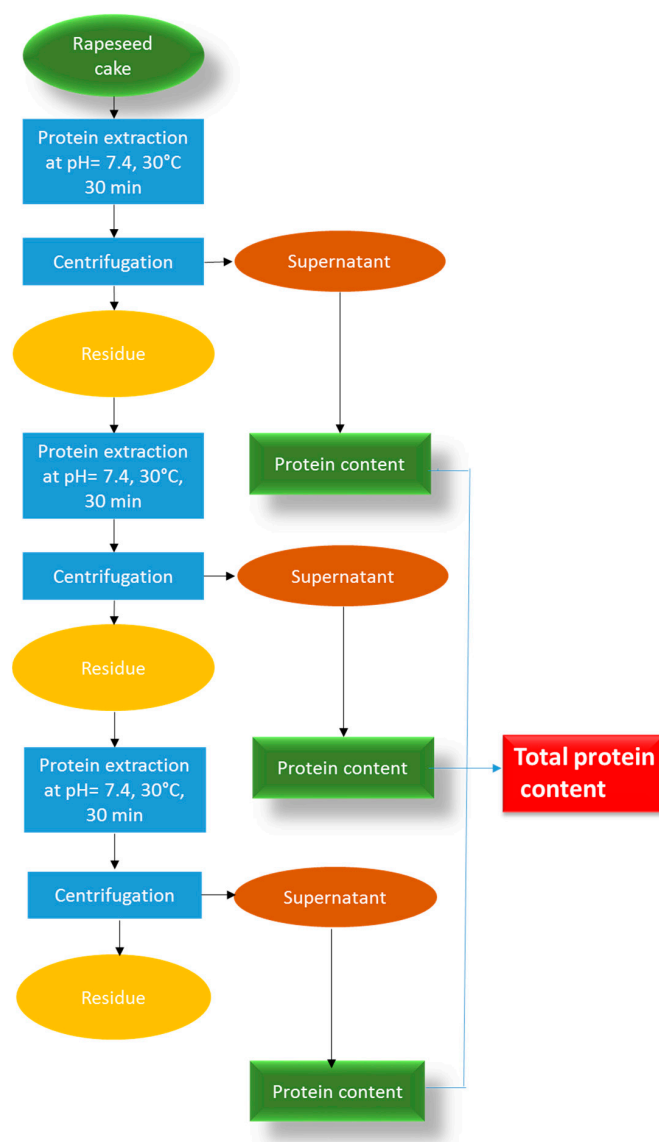 Rapeseed
cake
Protein extraction
at pH= 7.4, 30°C
30 min
Centrifugation
Supernatant
Residue
Protein extraction
at pH= 7.4, 30°C,
30 min
Protein content
Centrifugation
Supernatant
Residue
Protein extraction
at pH= 7.4, 30°C,
30 min
Protein content
Total protein
content
Centrifugation
Supernatant
Residue
Protein content